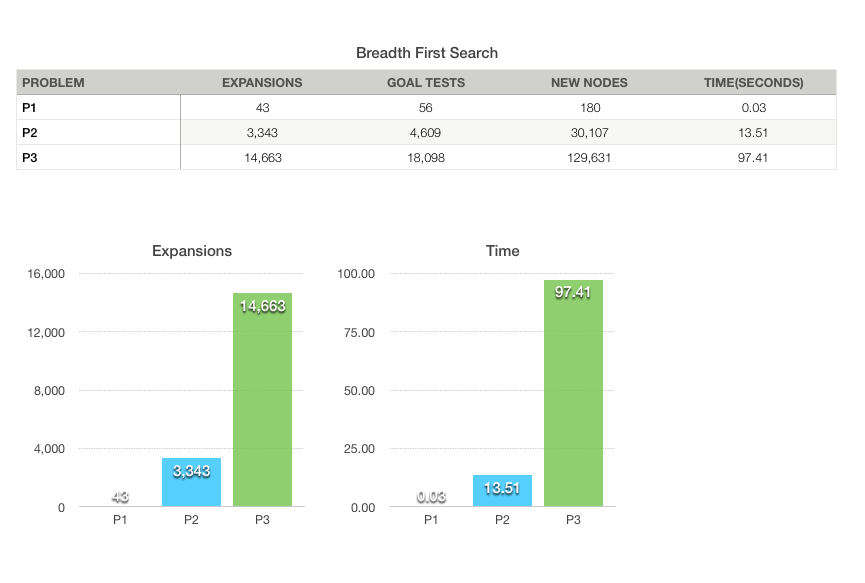 Breadth First Search
PROBLEM EXPANSIONS GOAL TESTS NEW NODES TIME(SECONDS)
P1 43 56 180 0.03
P2 3,343 4,609 30,107 13.51
P3 14,663 18,098 129,631 97.41
Expansions
16,000
12,000
8,000
4,000
0
43
3,343
14,663
P1 P2 P3
Time
100.00
75.00
50.00
25.00
0.00
0.03
13.51
97.41
P1 P2 P3